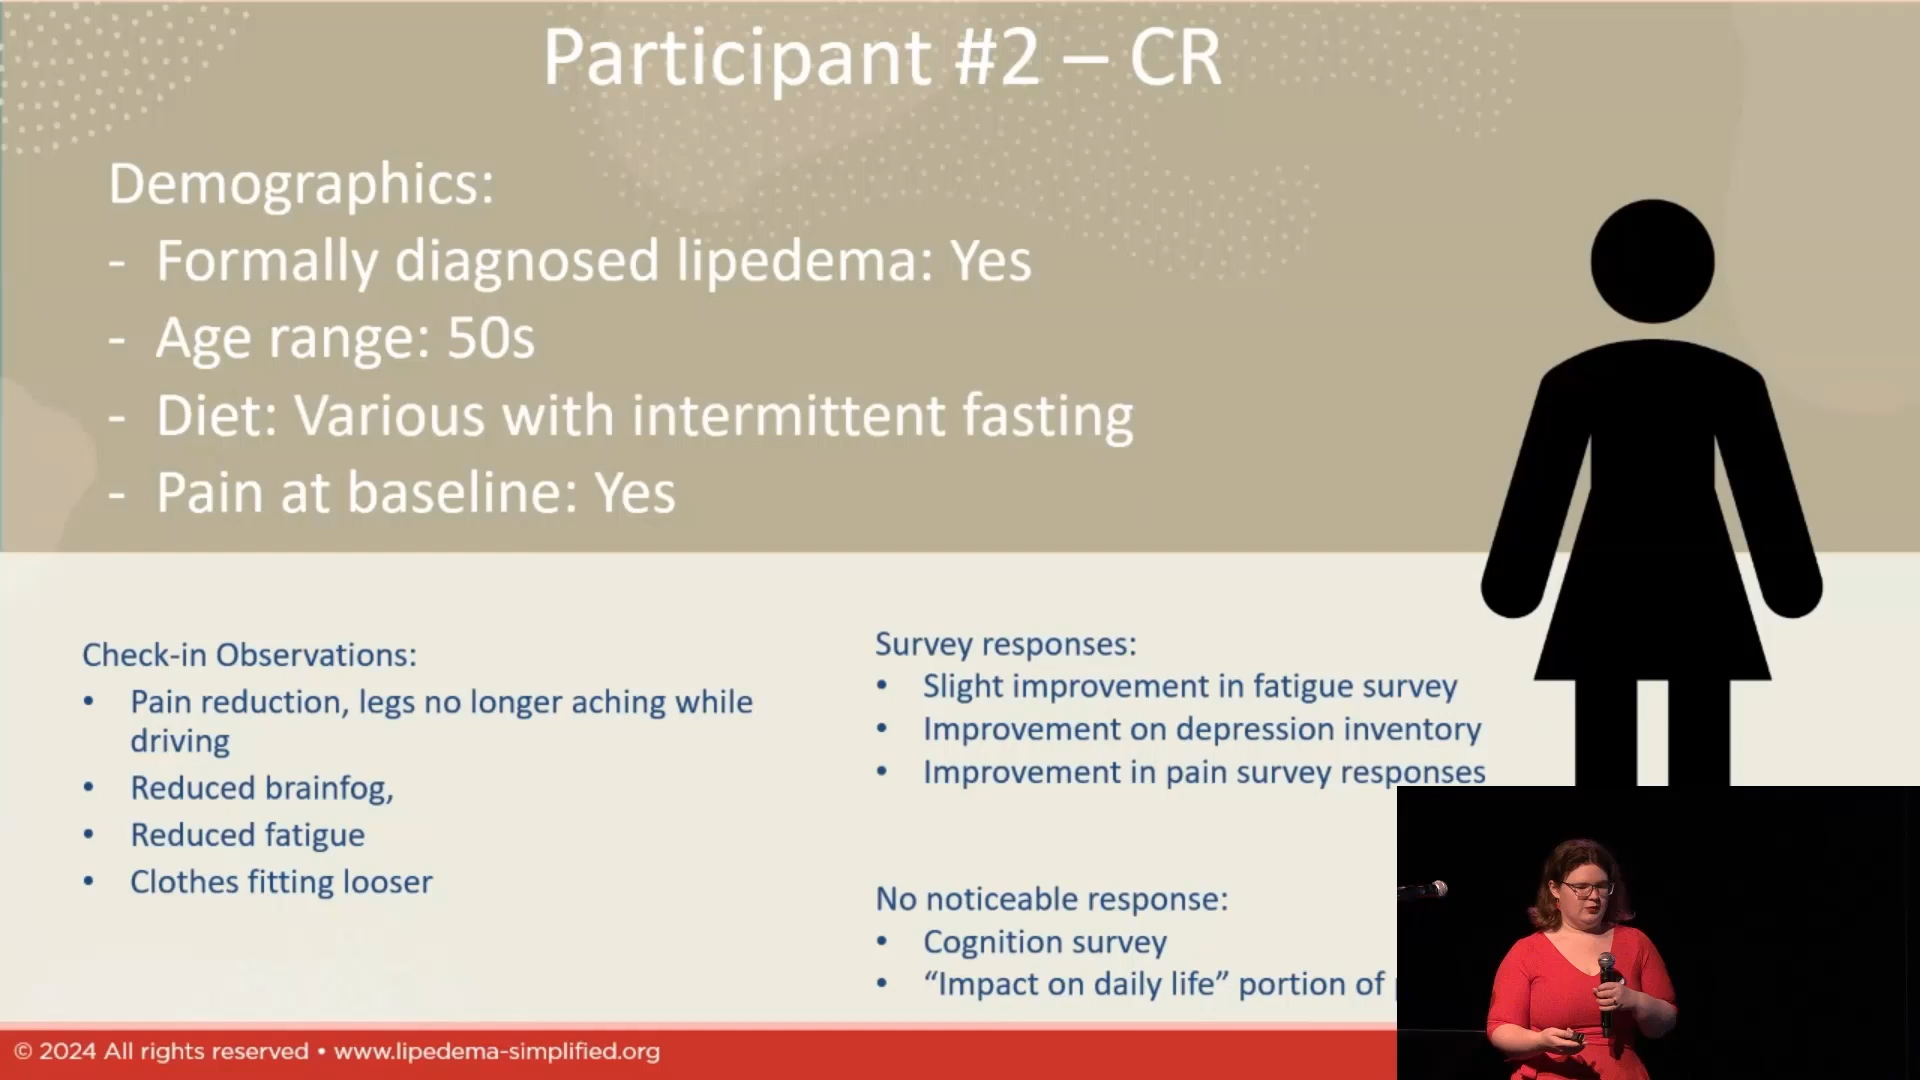 Participant #2 – CR
Demographics:
- Formally diagnosed lipedema: Yes
- Age range: 50s
- Diet: Various with intermittent fasting
- Pain at baseline: Yes
Check-in Observations:
• Pain reduction, legs no longer aching while
driving
• Reduced brainfog,
• Reduced fatigue
• Clothes fitting looser
Survey responses:
• Slight improvement in fatigue survey
• Improvement on depression inventory
• Improvement in pain survey responses
No noticeable response:
• Cognition survey
• “Impact on daily life” portion of
© 2024 All rights reserved • www.lipedema-simplified.org